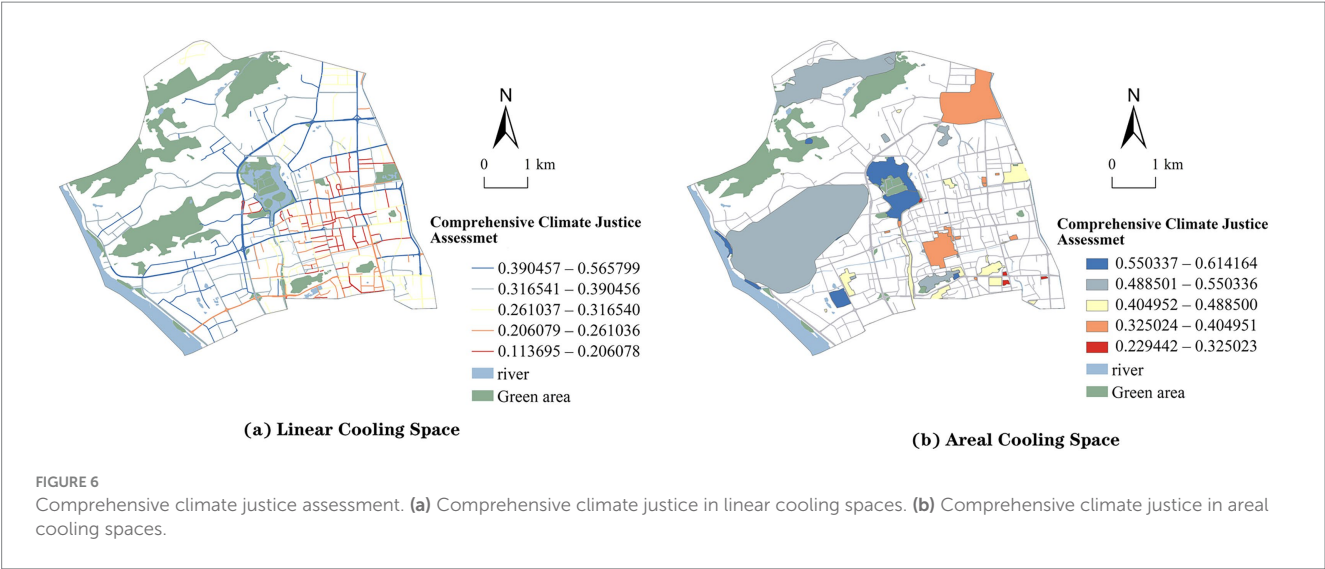 N
0 1 km
Comprehensive Climate Justice
Assessmet
0.390457 – 0.565799
0.316541 – 0.390456
0.261037 – 0.316540
0.206079 – 0.261036
0.113695 – 0.206078
river
Green area
(a) Linear Cooling Space
N
0 1 km
Comprehensive Climate Justice
Assessmet
0.550337 – 0.614164
0.488501 – 0.550336
0.404952 – 0.488500
0.325024 – 0.404951
0.229442 – 0.325023
river
Green area
(b) Areal Cooling Space
FIGURE 6
Comprehensive climate justice assessment. (a) Comprehensive climate justice in linear cooling spaces. (b) Comprehensive climate justice in areal
cooling spaces.